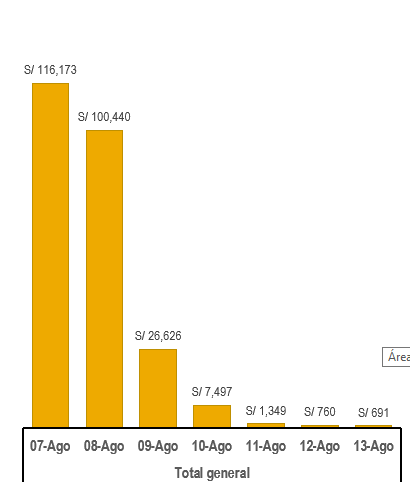 S/ 116,173
S/ 100,440
S/ 26,626
S/ 7,497
S/ 1,349
S/ 760
S/ 691
Área
07-Ago 08-Ago 09-Ago 10-Ago 11-Ago 12-Ago 13-Ago
Total general